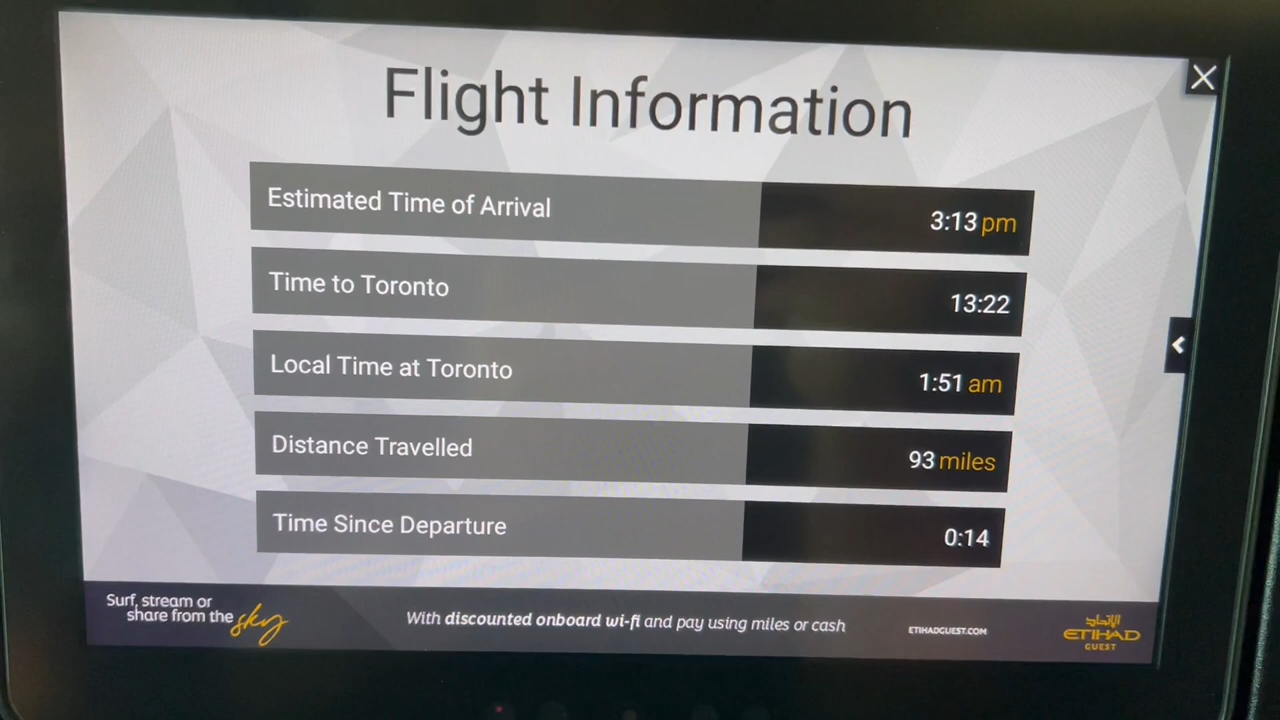 Flight Information
Estimated Time of Arrival 3:13 pm
Time to Toronto 13:22
Local Time at Toronto 1:51 am
Distance Travelled 93 miles
Time Since Departure 0:14
Surf, stream or
share from the sky
With discounted onboard wi-fi and pay using miles or cash
ETIHADGUEST.COM
الإتحاد
ETIHAD
GUEST